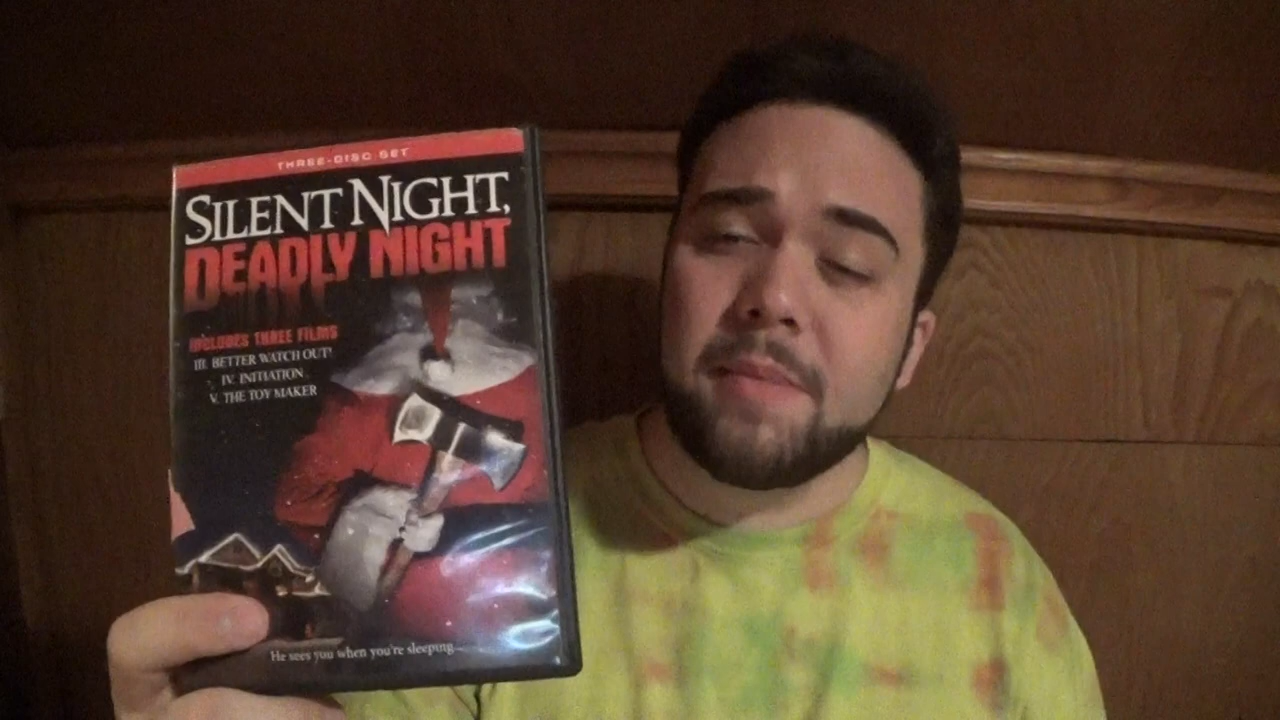 THREE-DISC SET
SILENT NIGHT,
DEADLY NIGHT
INCLUDES THREE FILMS
III. BETTER WATCH OUT!
IV. INITIATION
V. THE TOY MAKER
He sees you when you're sleeping...